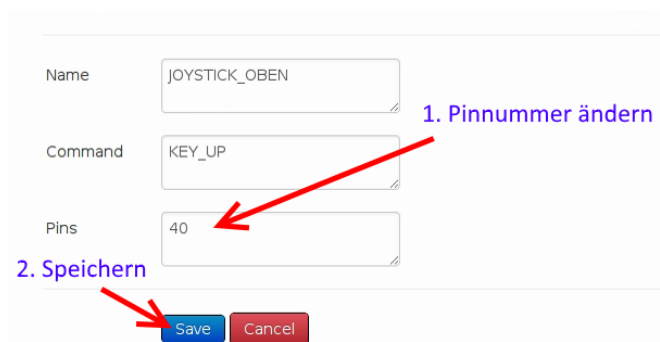 Name
JOYSTICK_OBEN
1. Pinnummer ändern
Command
KEY_UP
Pins
40
2. Speichern
Save
Cancel